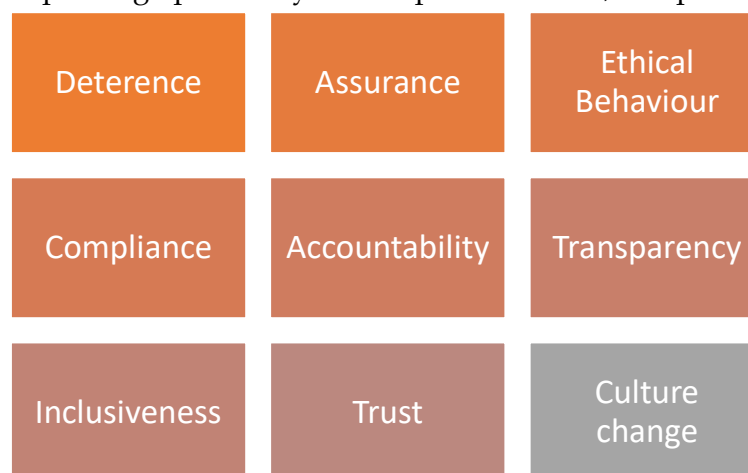 Deterence
Assurance
Ethical
Behaviour
Compliance
Accountability
Transparency
Inclusiveness
Trust
Culture
change